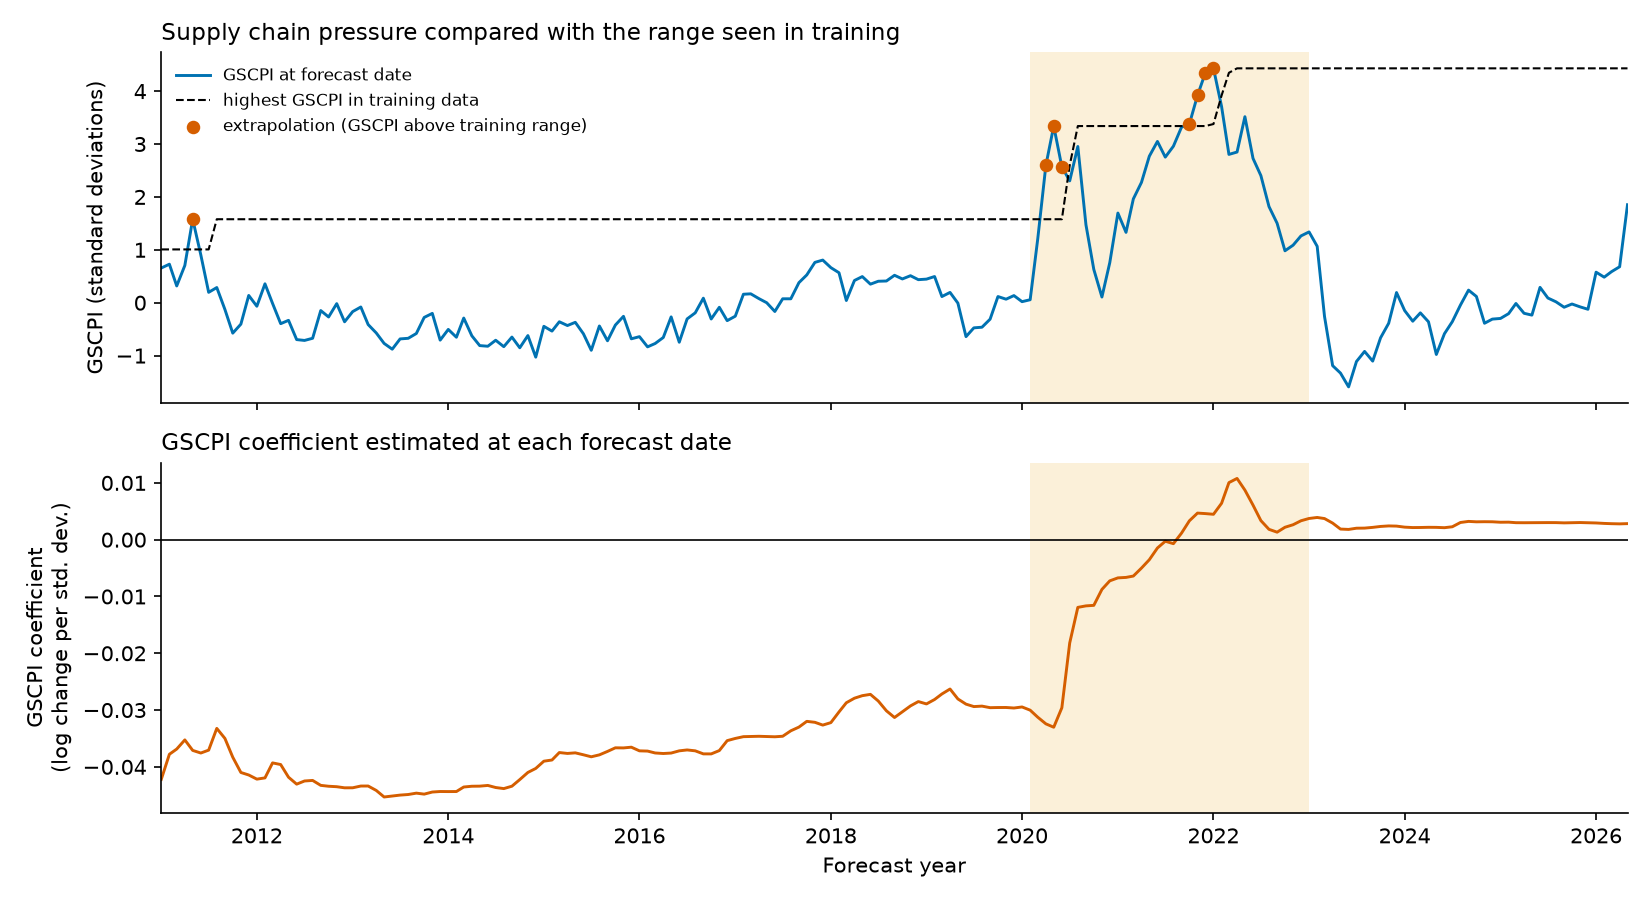 Supply chain pressure compared with the range seen in training
GSCPI at forecast date
highest GSCPI in training data
extrapolation (GSCPI above training range)
GSCPI (standard deviations)
4
3
2
1
0
−1
GSCPI coefficient estimated at each forecast date
GSCPI coefficient
(log change per std. dev.)
0.01
0.00
−0.01
−0.02
−0.03
−0.04
2012 2014 2016 2018 2020 2022 2024 2026
Forecast year